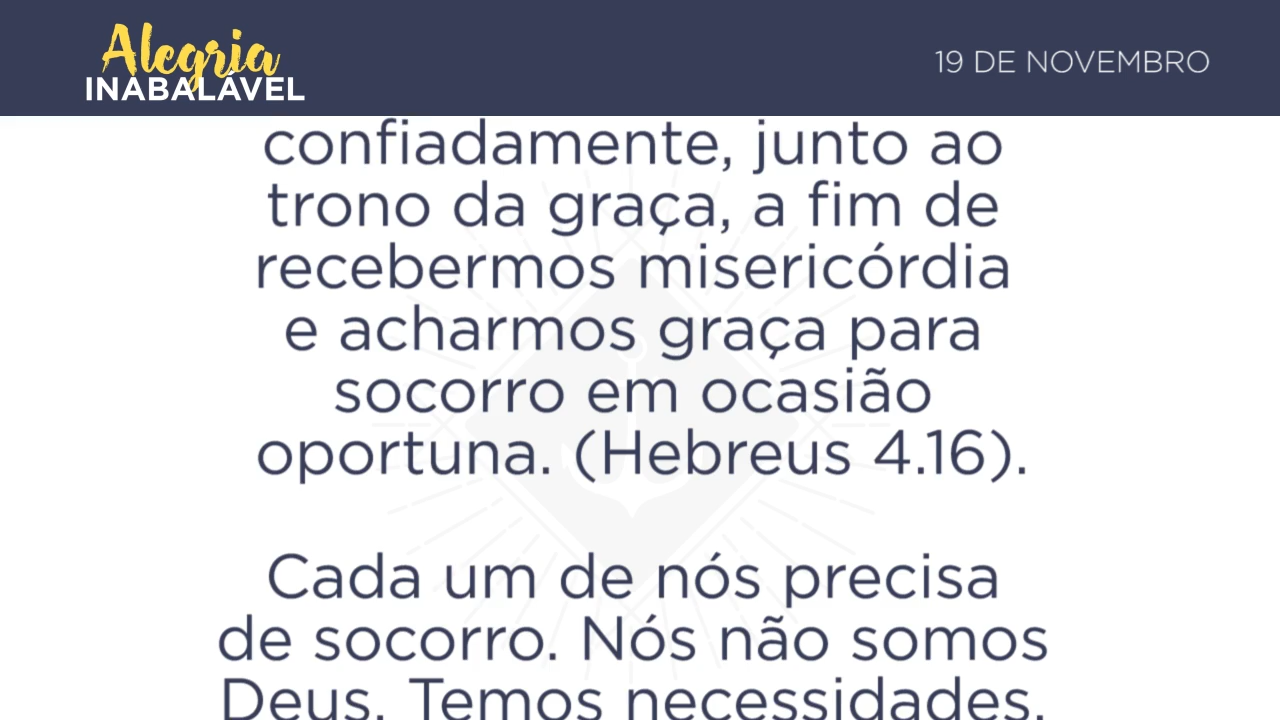 Alegria
INABALÁVEL
19 DE NOVEMBRO
confiadamente, junto ao
trono da graça, a fim de
recebermos misericórdia
e acharmos graça para
socorro em ocasião
oportuna. (Hebreus 4.16).
Cada um de nós precisa
de socorro. Nós não somos
Deus. Temos necessidades.